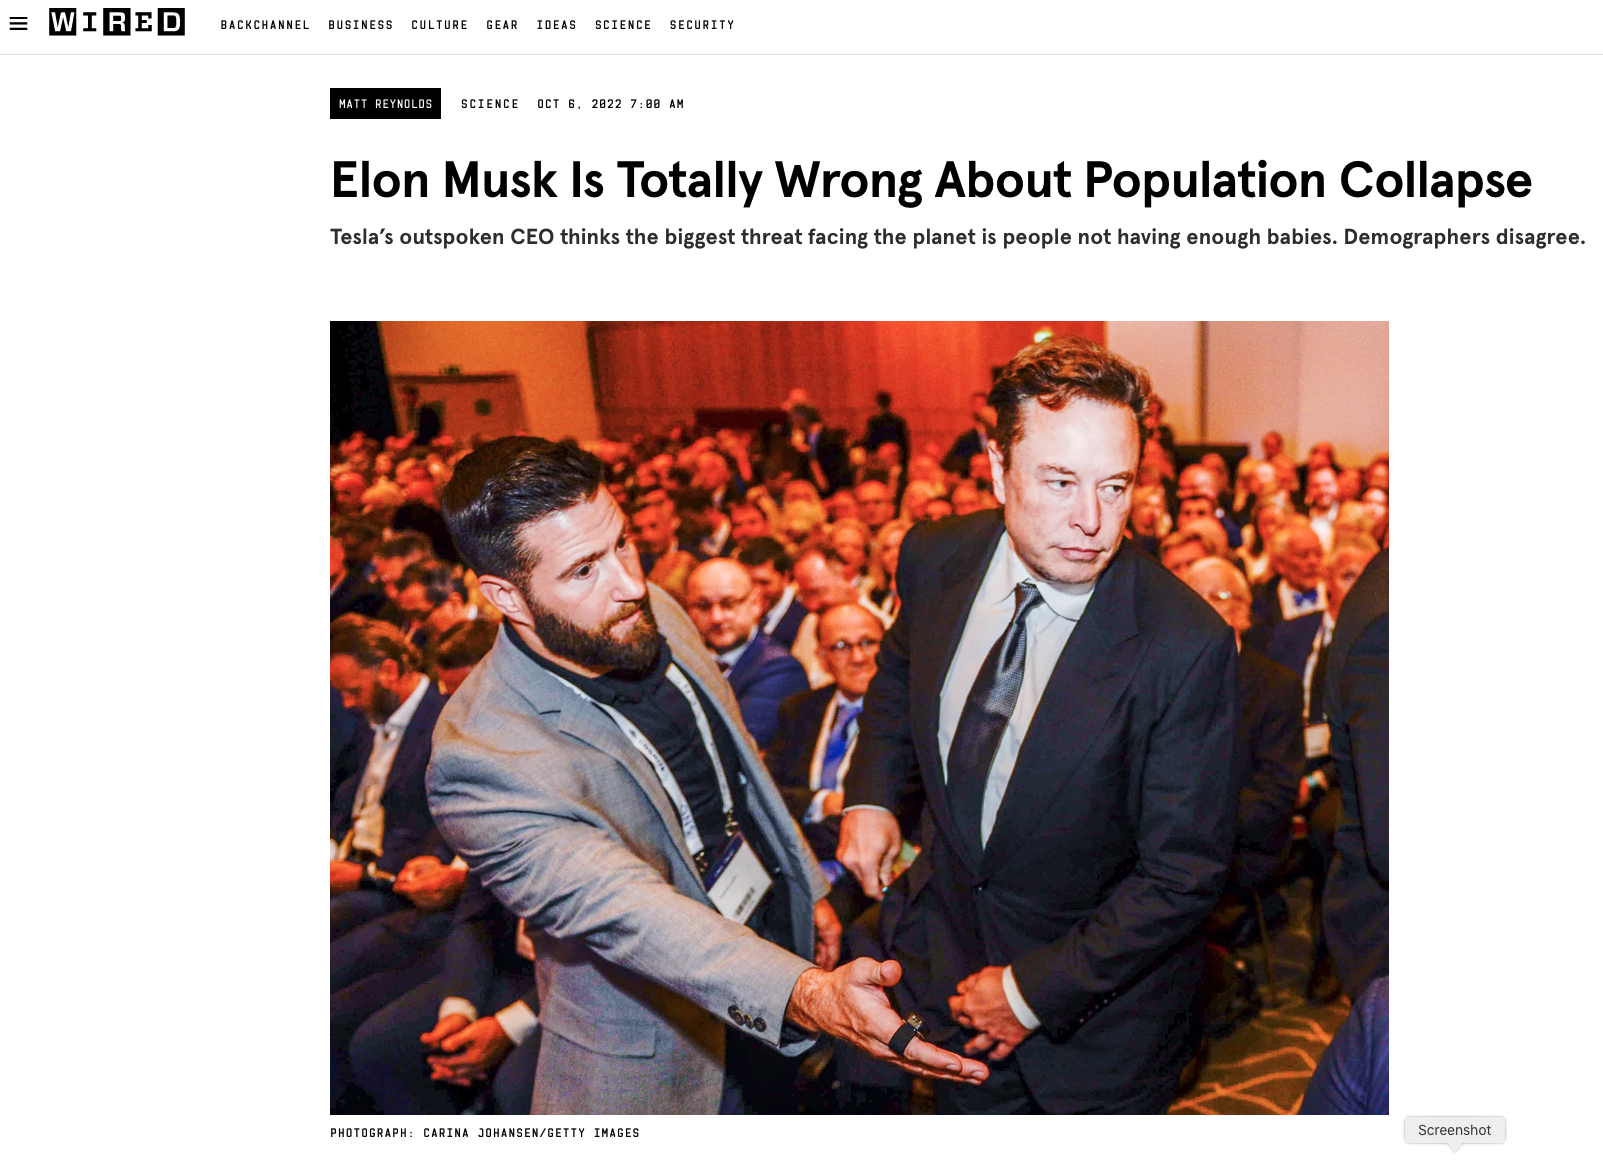 WIRED
BACKCHANNEL BUSINESS CULTURE GEAR IDEAS SCIENCE SECURITY
MATT REYNOLDS SCIENCE OCT 6, 2022 7:00 AM
Elon Musk Is Totally Wrong About Population Collapse
Tesla’s outspoken CEO thinks the biggest threat facing the planet is people not having enough babies. Demographers disagree.
PHOTOGRAPH: CARINA JOHANSEN/GETTY IMAGES
Screenshot